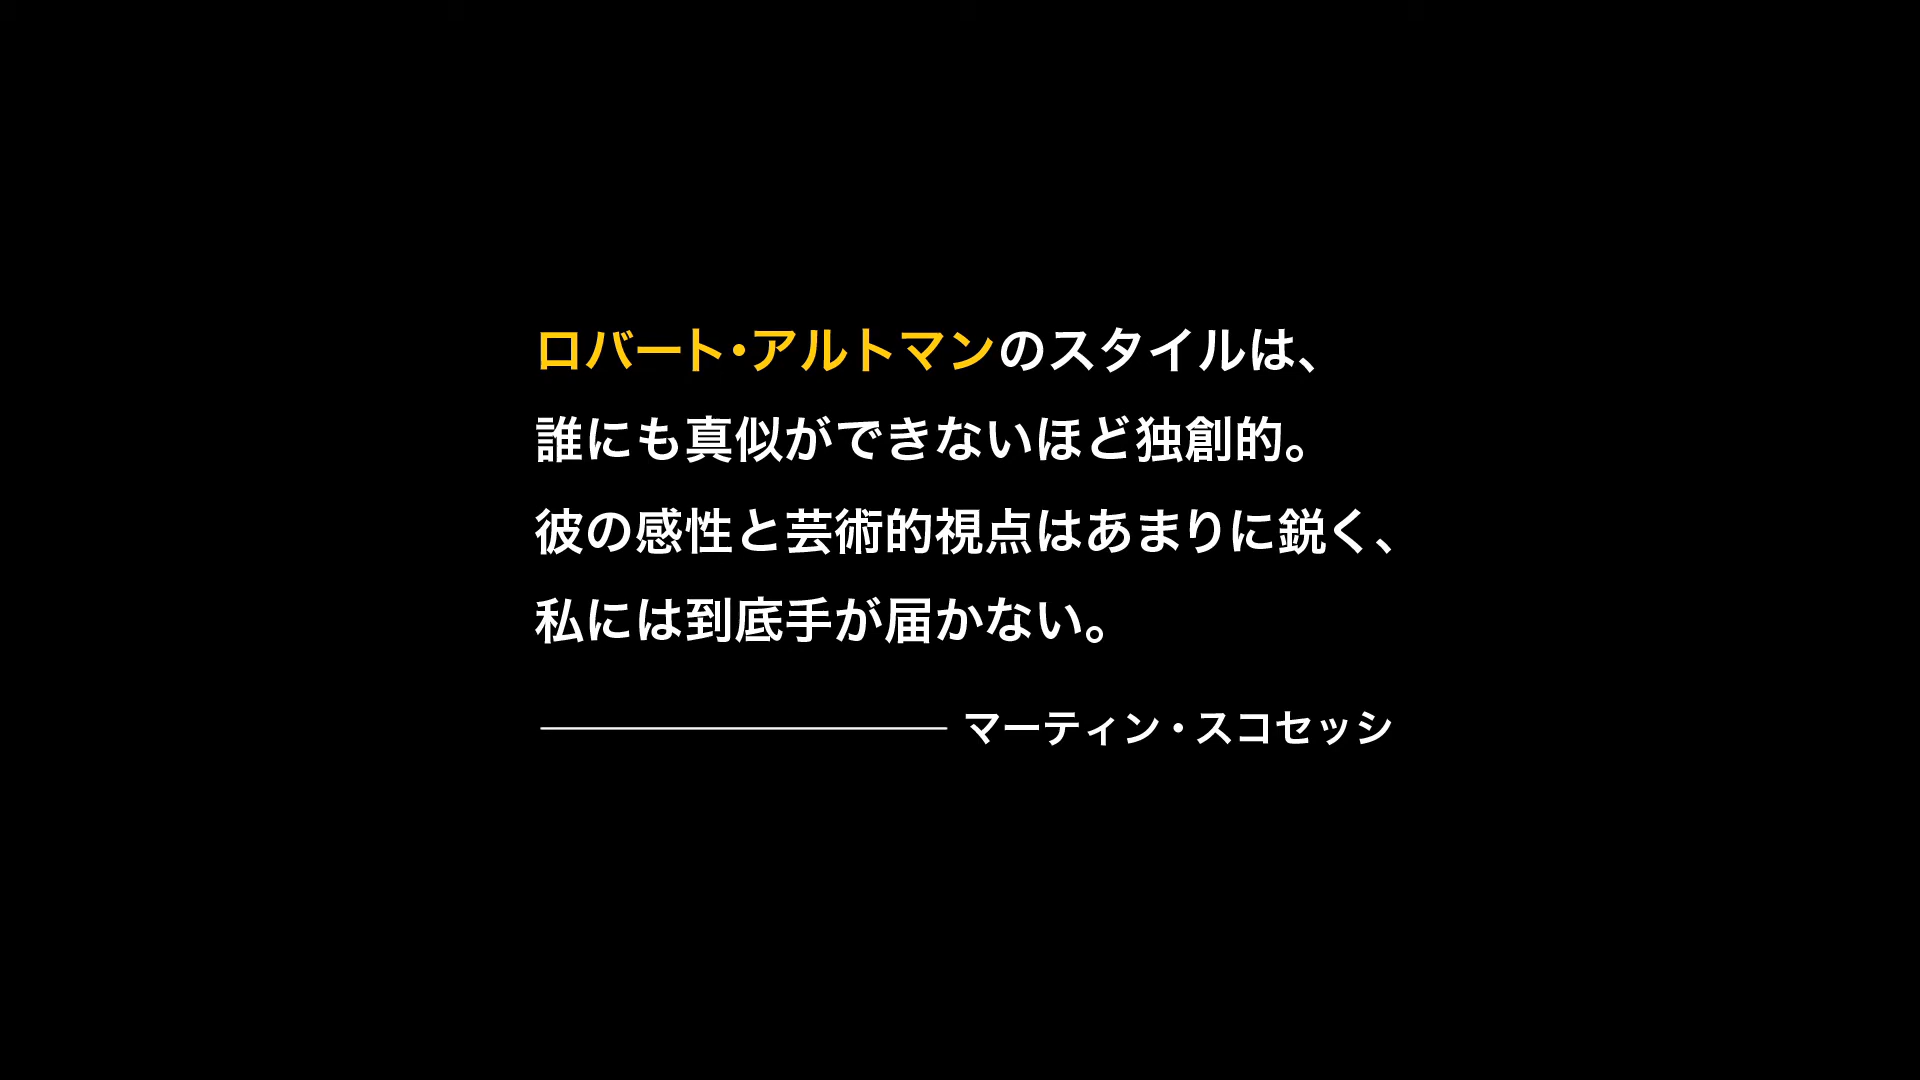 ロバート・アルトマンのスタイルは、
誰にも真似ができないほど独創的。
彼の感性と芸術的視点はあまりに鋭く、
私には到底手が届かない。
マーティン・スコセッシ